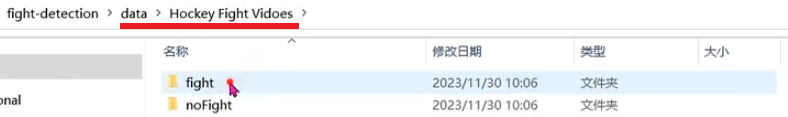 fight-detection › data › Hockey Fight Vidoes ›
名称 修改日期 类型 大小
fight 2023/11/30 10:06 文件夹
onal noFight 2023/11/30 10:06 文件夹